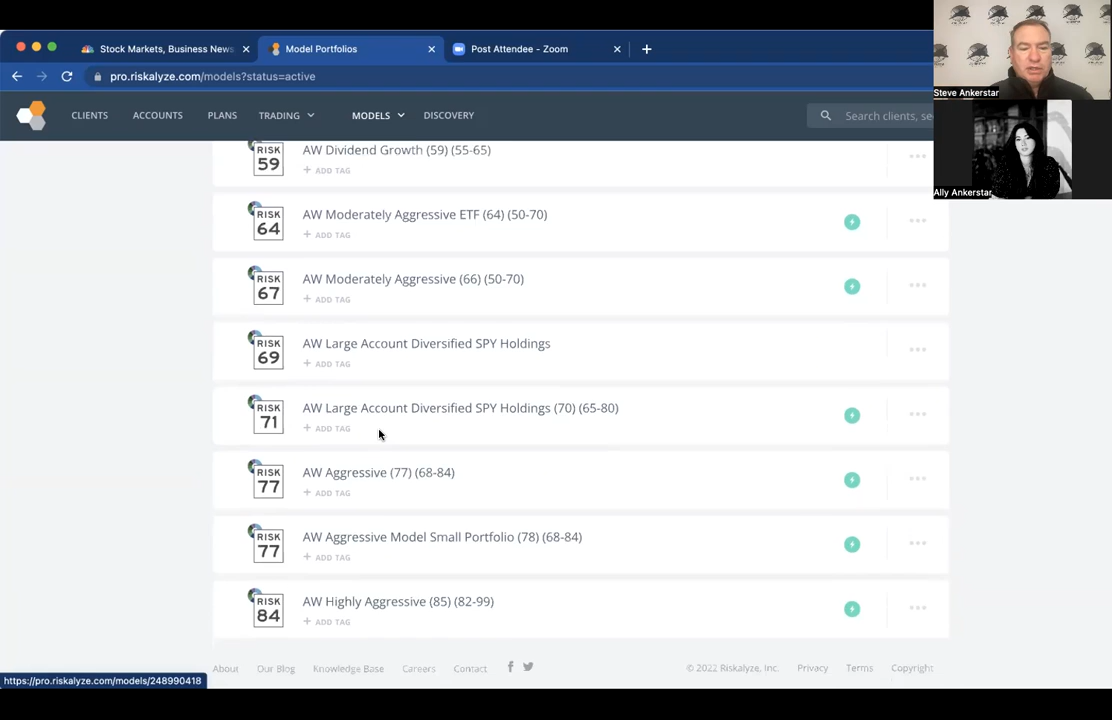 Stock Markets, Business News
Model Portfolios
Post Attendee - Zoom
pro.riskalyze.com/models?status=active
CLIENTS
ACCOUNTS
PLANS
TRADING
MODELS
DISCOVERY
Search clients, se
Steve Ankerstar
Ally Ankerstar
RISK
59
AW Dividend Growth (59) (55-65)
+ ADD TAG
RISK
64
AW Moderately Aggressive ETF (64) (50-70)
+ ADD TAG
RISK
67
AW Moderately Aggressive (66) (50-70)
+ ADD TAG
RISK
69
AW Large Account Diversified SPY Holdings
+ ADD TAG
RISK
71
AW Large Account Diversified SPY Holdings (70) (65-80)
+ ADD TAG
RISK
77
AW Aggressive (77) (68-84)
+ ADD TAG
RISK
77
AW Aggressive Model Small Portfolio (78) (68-84)
+ ADD TAG
RISK
84
AW Highly Aggressive (85) (82-99)
+ ADD TAG
About
Our Blog
Knowledge Base
Careers
Contact
© 2022 Riskalyze, Inc.
Privacy
Terms
Copyright
https://pro.riskalyze.com/models/248990418